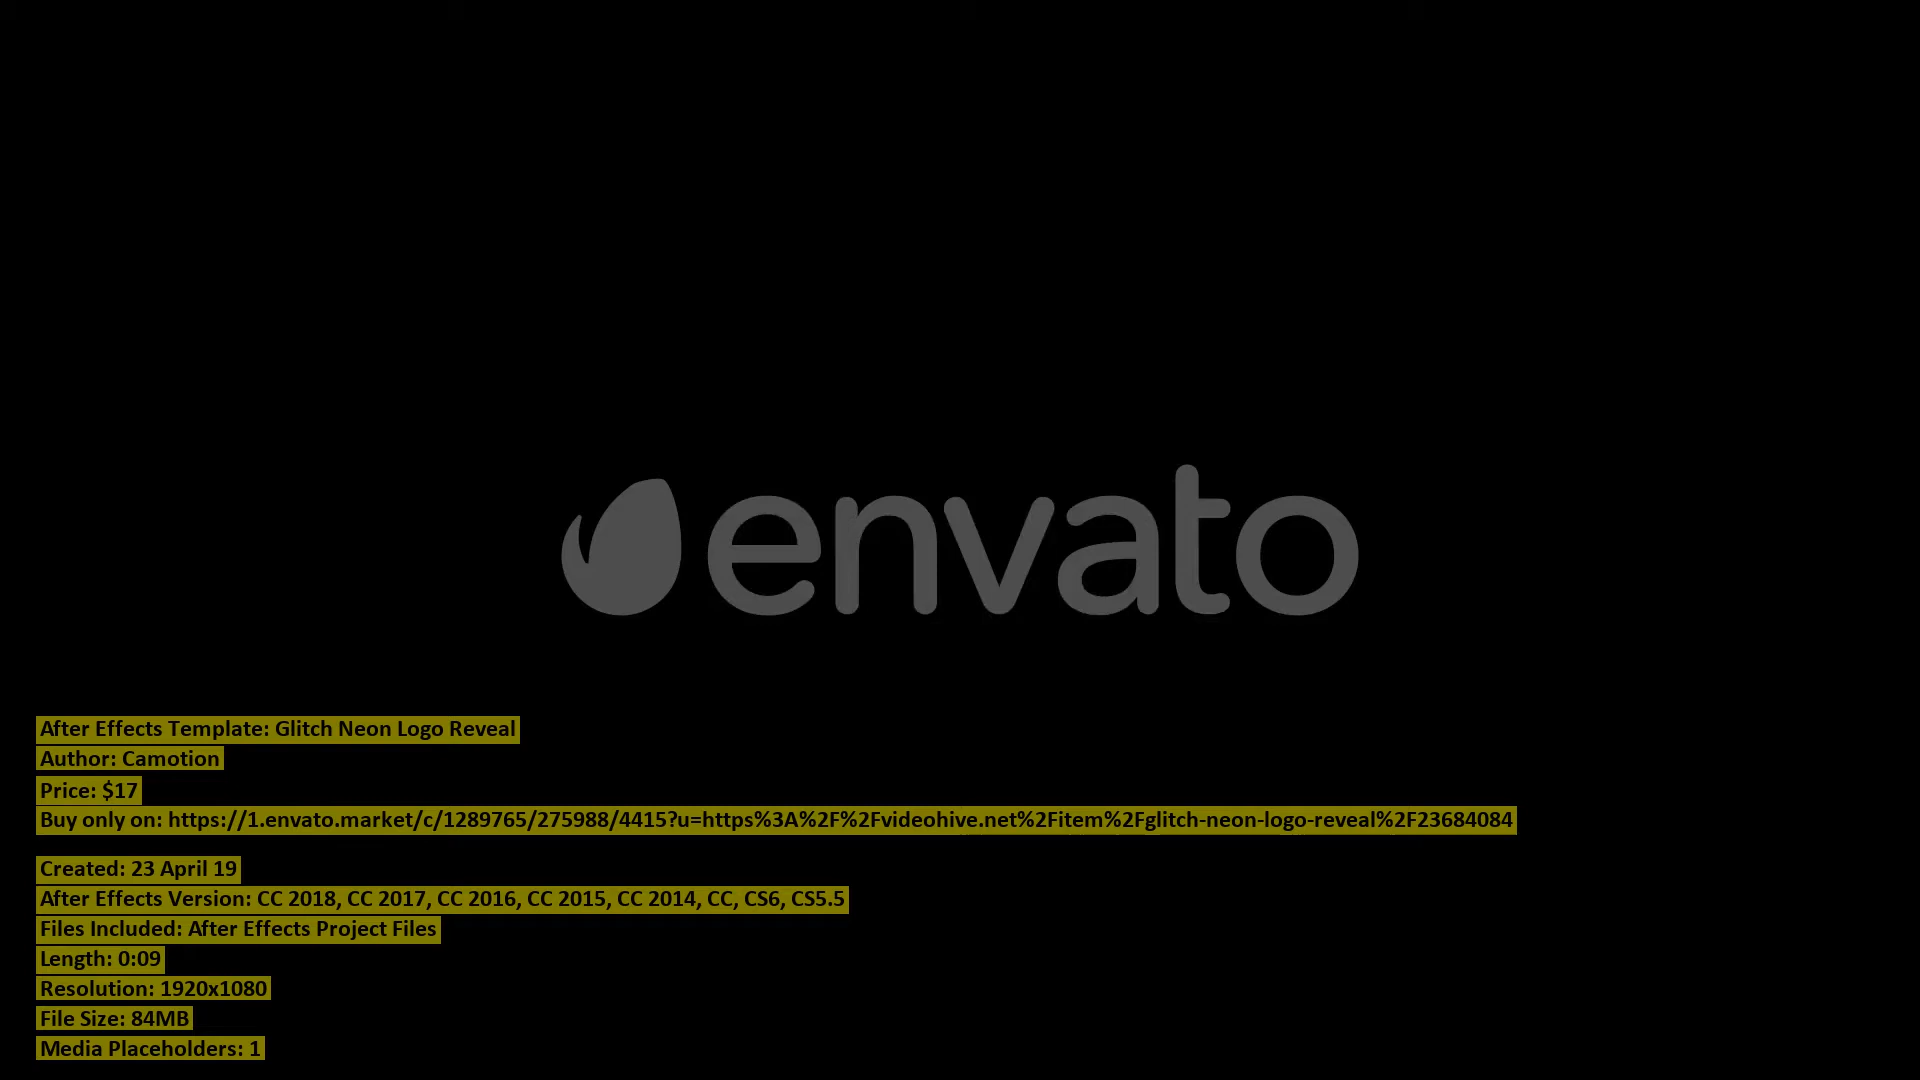 envato
After Effects Template: Glitch Neon Logo Reveal
Author: Camotion
Price: $17
Buy only on: https://1.envato.market/c/1289765/275988/4415?u=https%3A%2F%2Fvideohive.net%2Fitem%2Fglitch-neon-logo-reveal%2F23684084
Created: 23 April 19
After Effects Version: CC 2018, CC 2017, CC 2016, CC 2015, CC 2014, CC, CS6, CS5.5
Files Included: After Effects Project Files
Length: 0:09
Resolution: 1920x1080
File Size: 84MB
Media Placeholders: 1